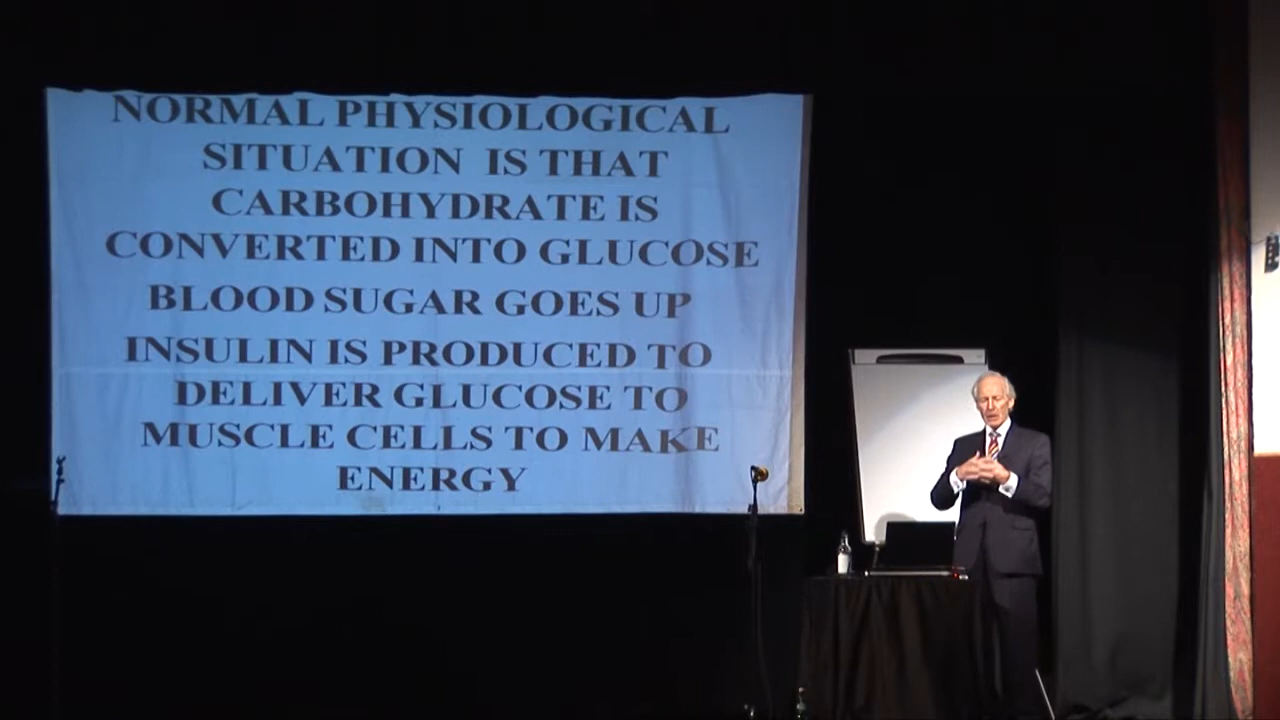 NORMAL PHYSIOLOGICAL
SITUATION IS THAT
CARBOHYDRATE IS
CONVERTED INTO GLUCOSE
BLOOD SUGAR GOES UP
INSULIN IS PRODUCED TO
DELIVER GLUCOSE TO
MUSCLE CELLS TO MAKE
ENERGY